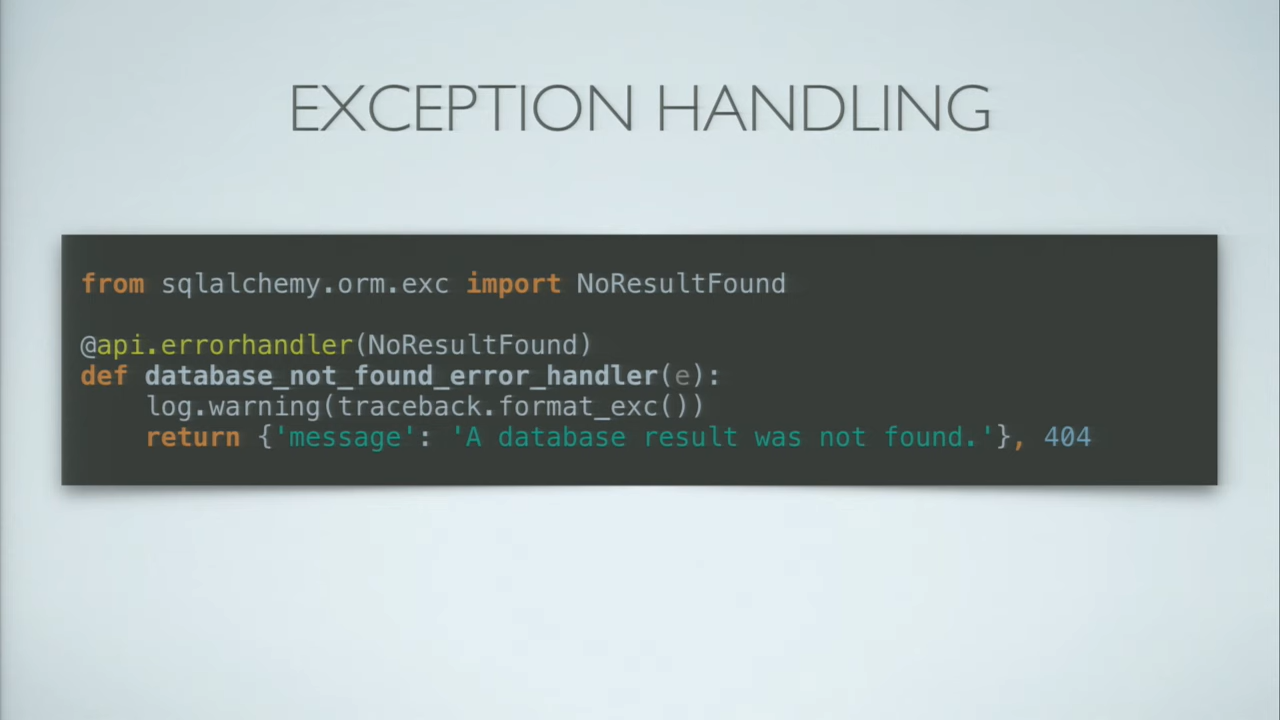 EXCEPTION HANDLING
from sqlalchemy.orm.exc import NoResultFound
@api.errorhandler(NoResultFound)
def database_not_found_error_handler(e):
    log.warning(traceback.format_exc())
    return {'message': 'A database result was not found.'}, 404